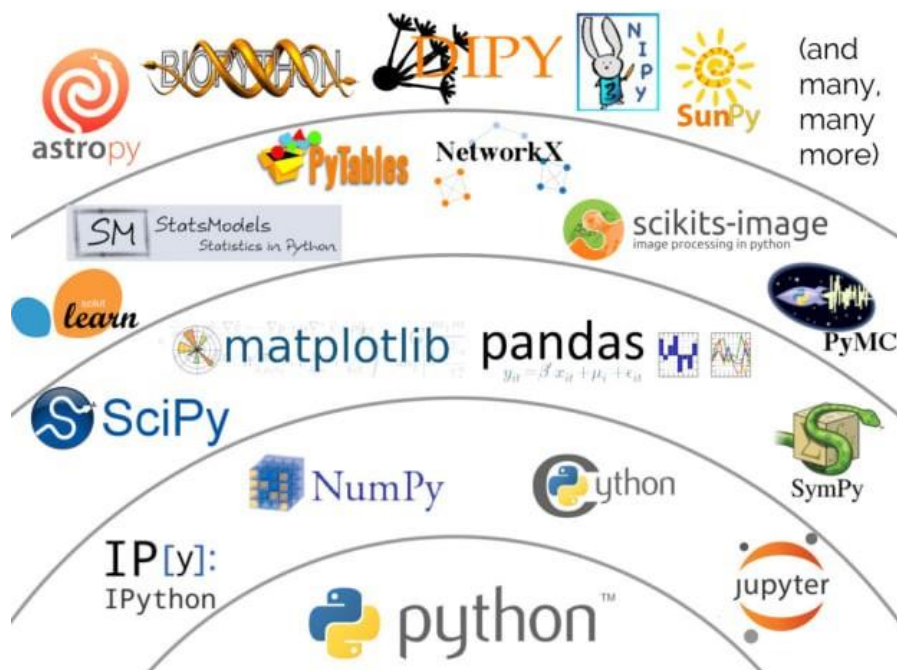 BIOPYTHON
DIPY
NIPY
(and
many,
many
more)
astropy
SunPy
PyTables
NetworkX
SM StatsModels
Statistics in Python
scikits-image
image processing in python
scikit
learn
PyMC
matplotlib
pandas
SciPy
SymPy
NumPy
Cython
IP[y]:
IPython
jupyter
python™